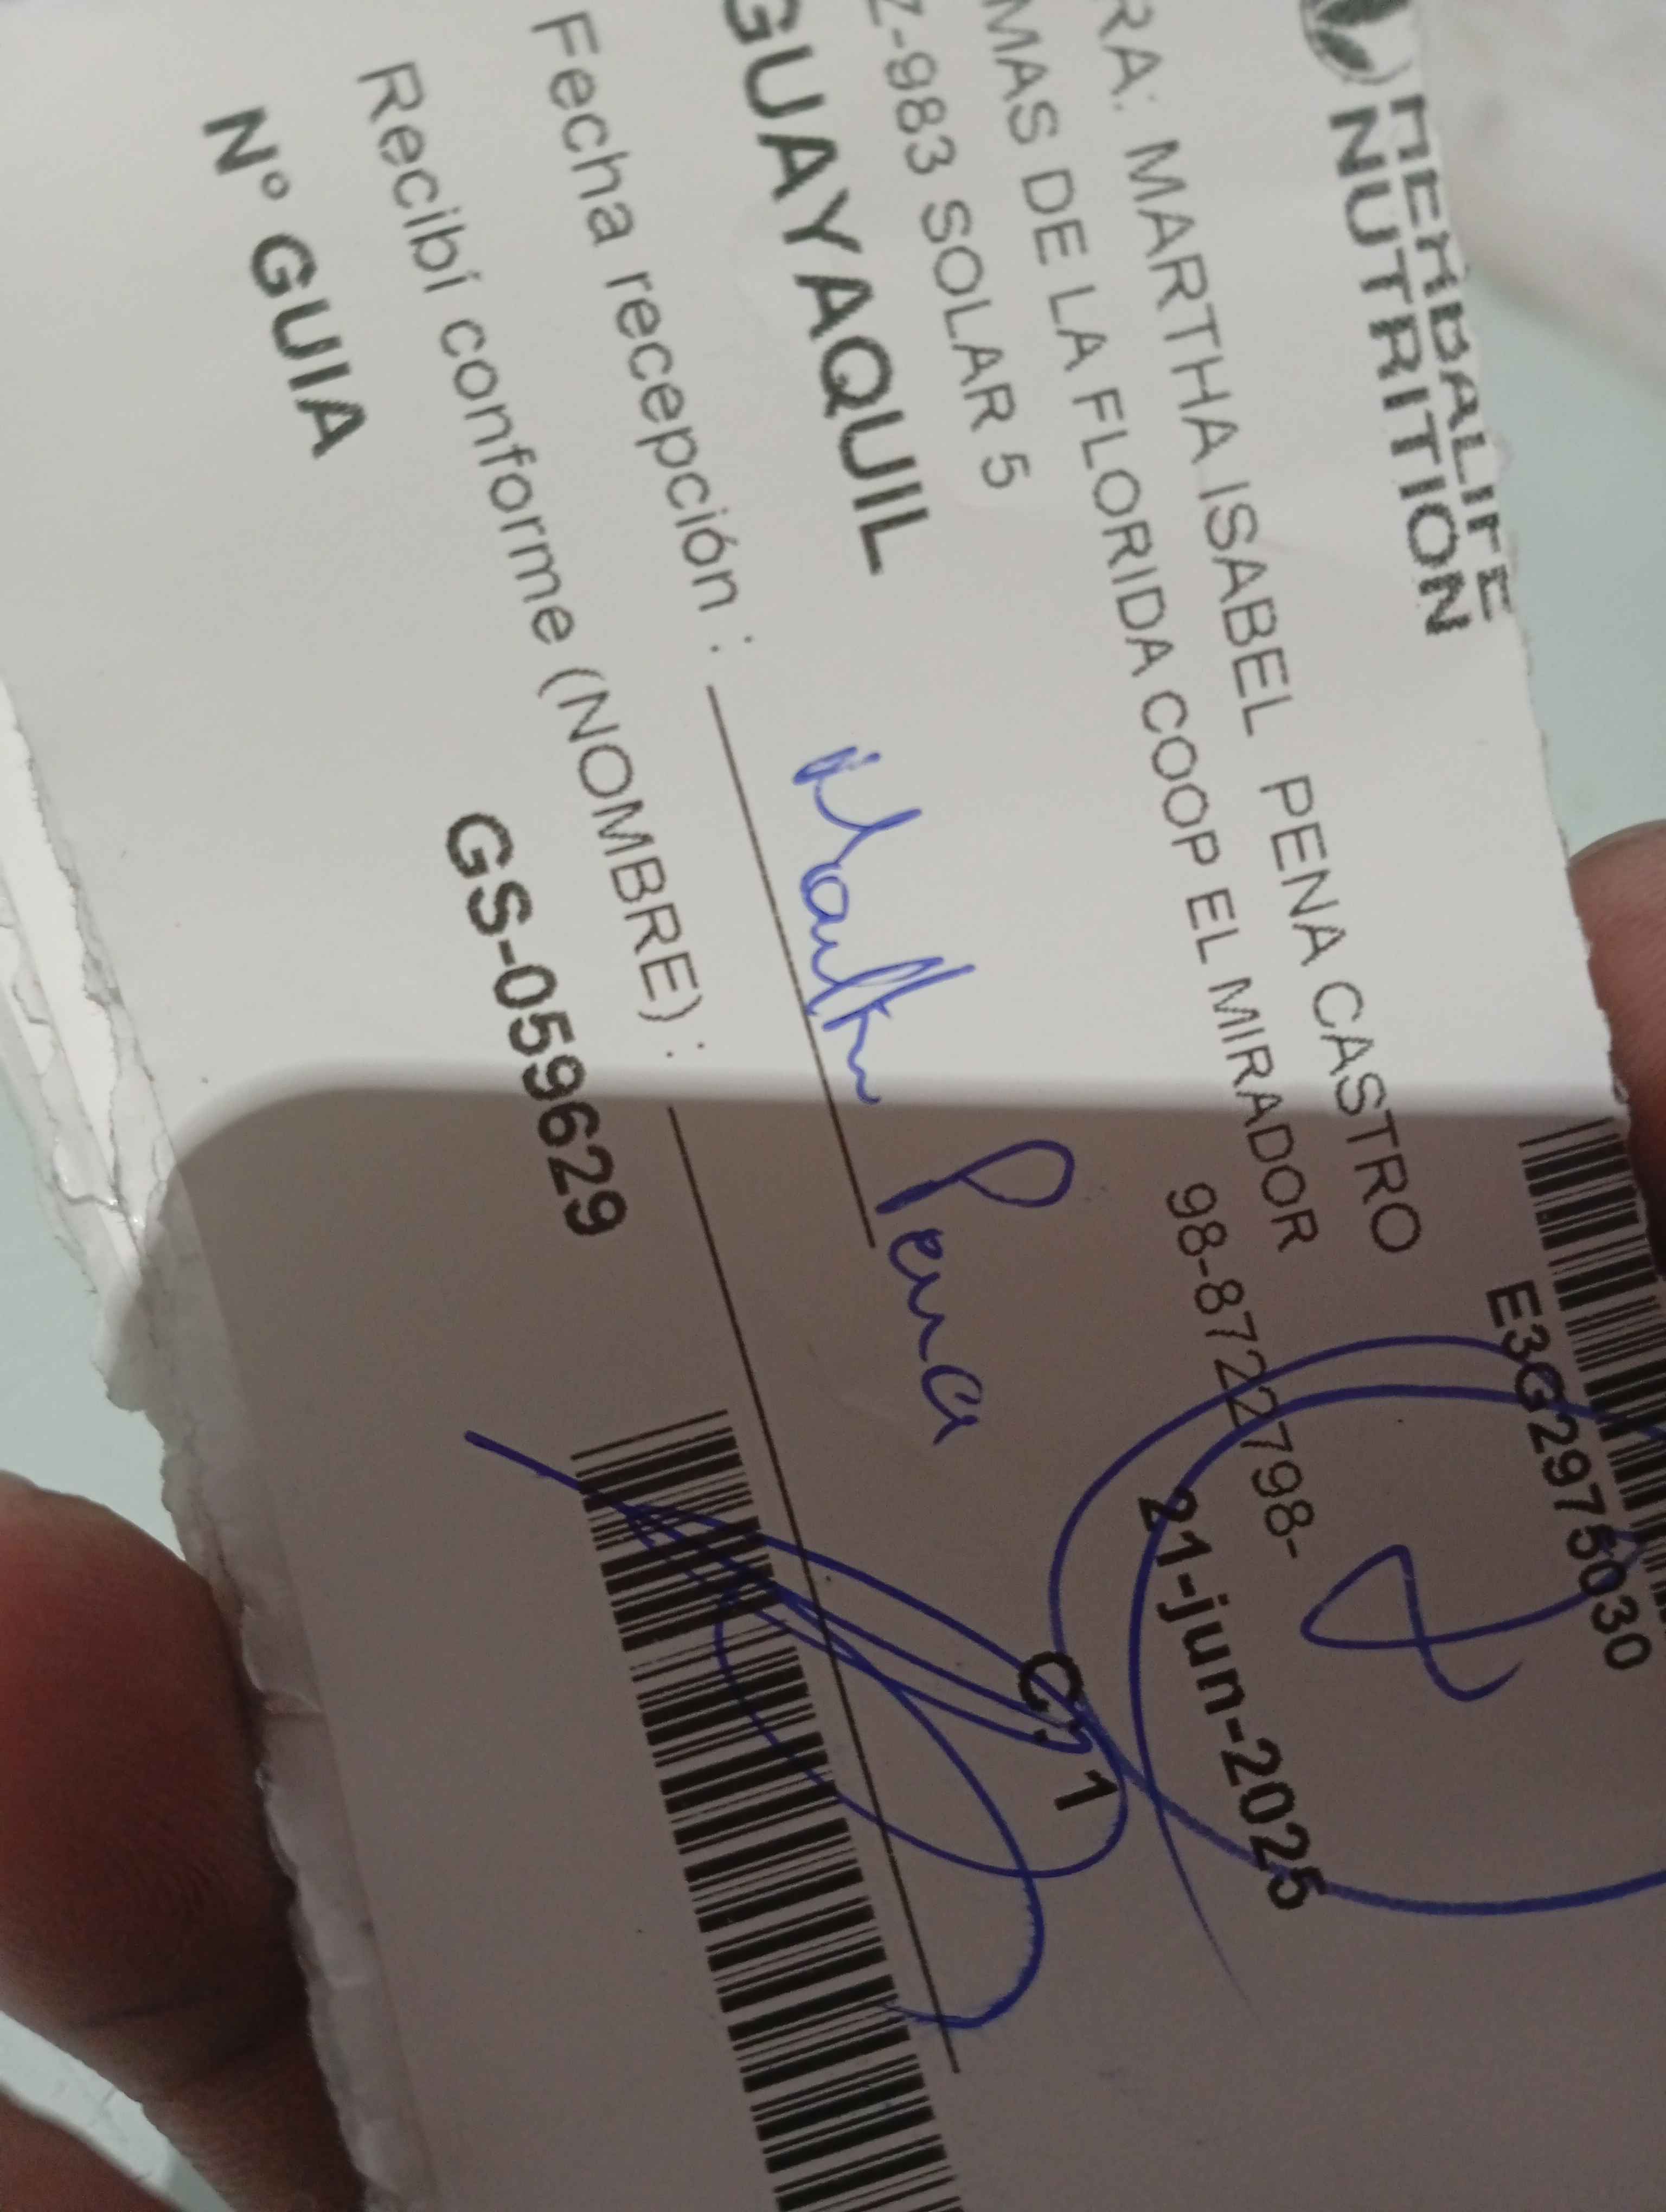 HERBALIFE
NUTRITION
E3G2975030
RA: MARTHA ISABEL PENA CASTRO
MAS DE LA FLORIDA COOP EL MIRADOR
Z-983 SOLAR 5
98-8722798-
GUAYAQUIL
21-jun-2025
Fecha recepción :
Martha Pena
C. 1
Recibí conforme (NOMBRE) :
N° GUIA
GS-059629